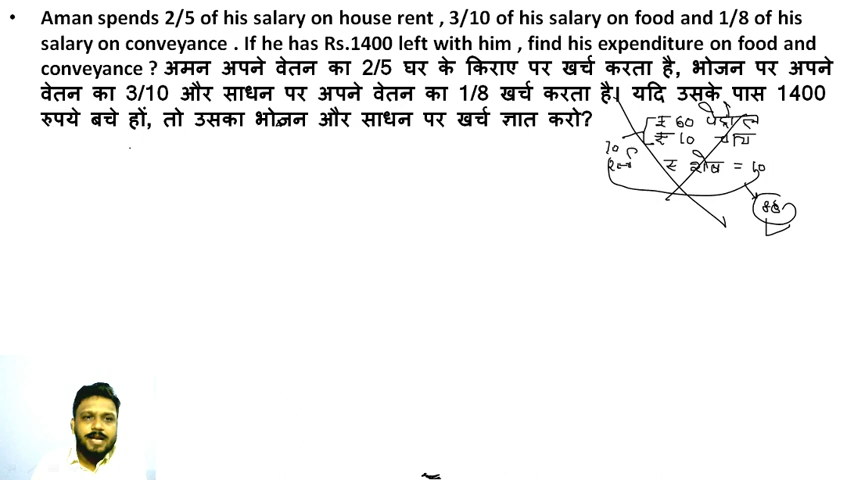 • Aman spends 2/5 of his salary on house rent , 3/10 of his salary on food and 1/8 of his
salary on conveyance . If he has Rs.1400 left with him , find his expenditure on food and
conveyance ? अमन अपने वेतन का 2/5 घर के किराए पर खर्च करता है, भोजन पर अपने
वेतन का 3/10 और साधन पर अपने वेतन का 1/8 खर्च करता है। यदि उसके पास 1400
रुपये बचे हों, तो उसका भोजन और साधन पर खर्च ज्ञात करो?
₹ 60
₹ 10
70
₹ शेष = 60